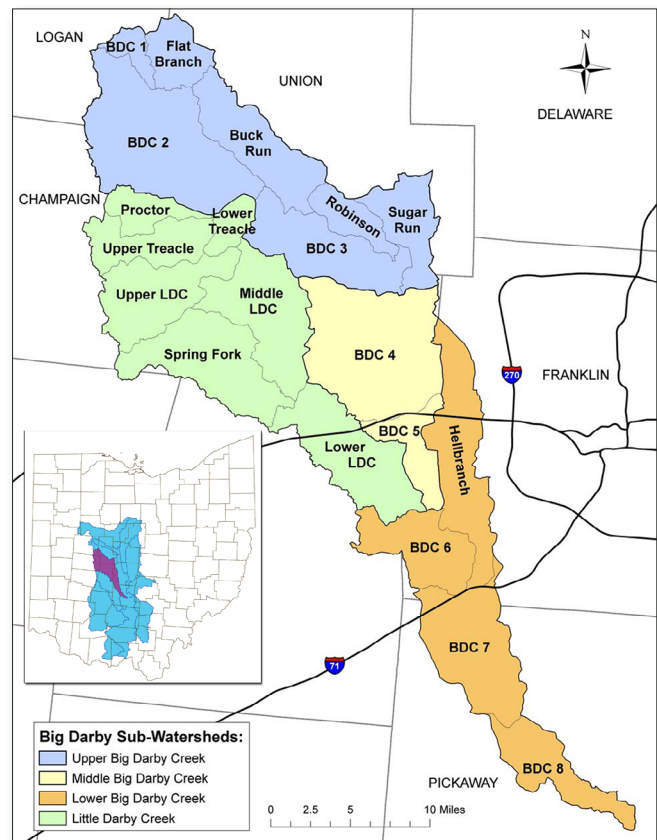 LOGAN
BDC 1
Flat
Branch
UNION
N
DELAWARE
BDC 2
Buck
Run
CHAMPAIGN
Proctor
Lower
Treacle
Robinson
Sugar
Run
Upper Treacle
BDC 3
Upper LDC
Middle
LDC
Spring Fork
BDC 4
270
FRANKLIN
BDC 5
Hellbranch
Lower
LDC
BDC 6
BDC 7
71
Big Darby Sub-Watersheds:
Upper Big Darby Creek
Middle Big Darby Creek
Lower Big Darby Creek
Little Darby Creek
PICKAWAY
BDC 8
0 2.5 5 10 Miles